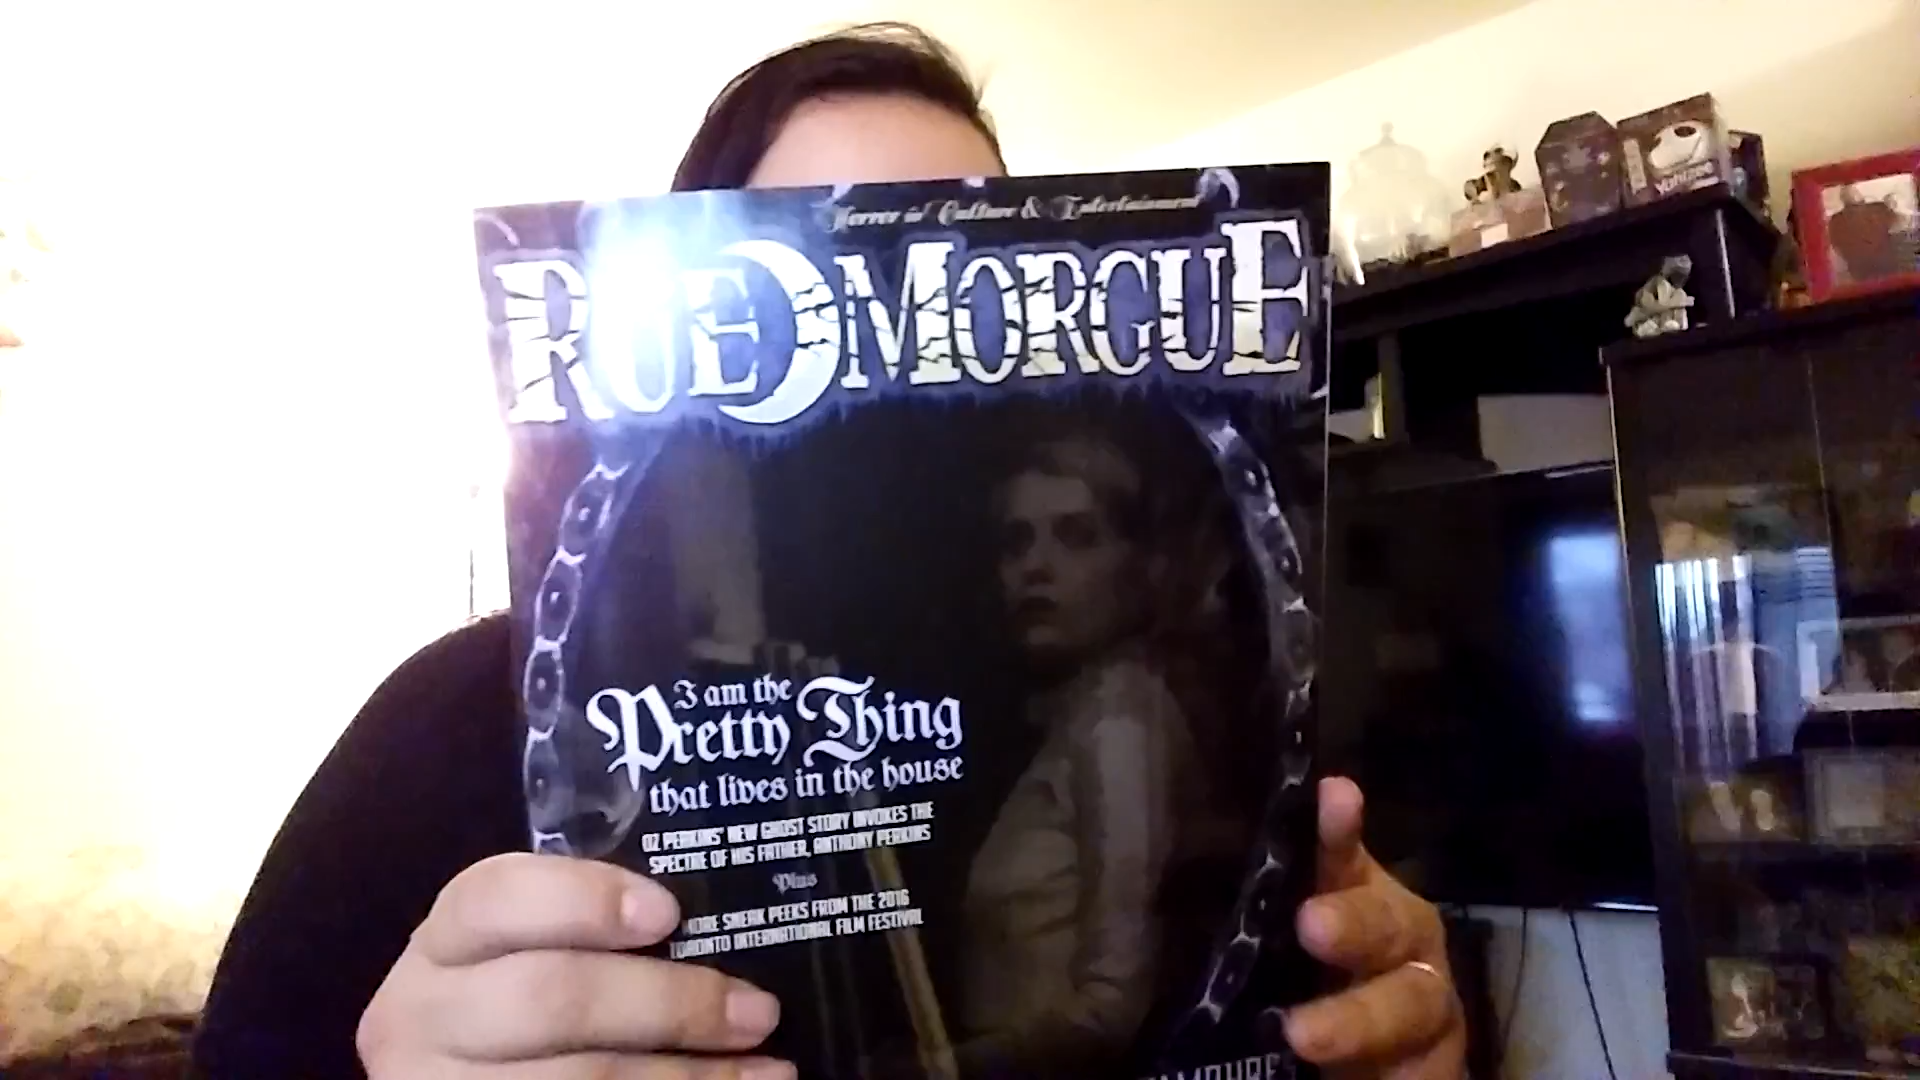 Horror in Culture & Entertainment
RUE MORGUE
I am the
Pretty Thing
that lives in the house
OZ PERKINS' NEW GHOST STORY INVOKES THE
SPECTRE OF HIS FATHER, ANTHONY PERKINS
Plus
MORE SNEAK PEEKS FROM THE 2016
TORONTO INTERNATIONAL FILM FESTIVAL
Yahtzee